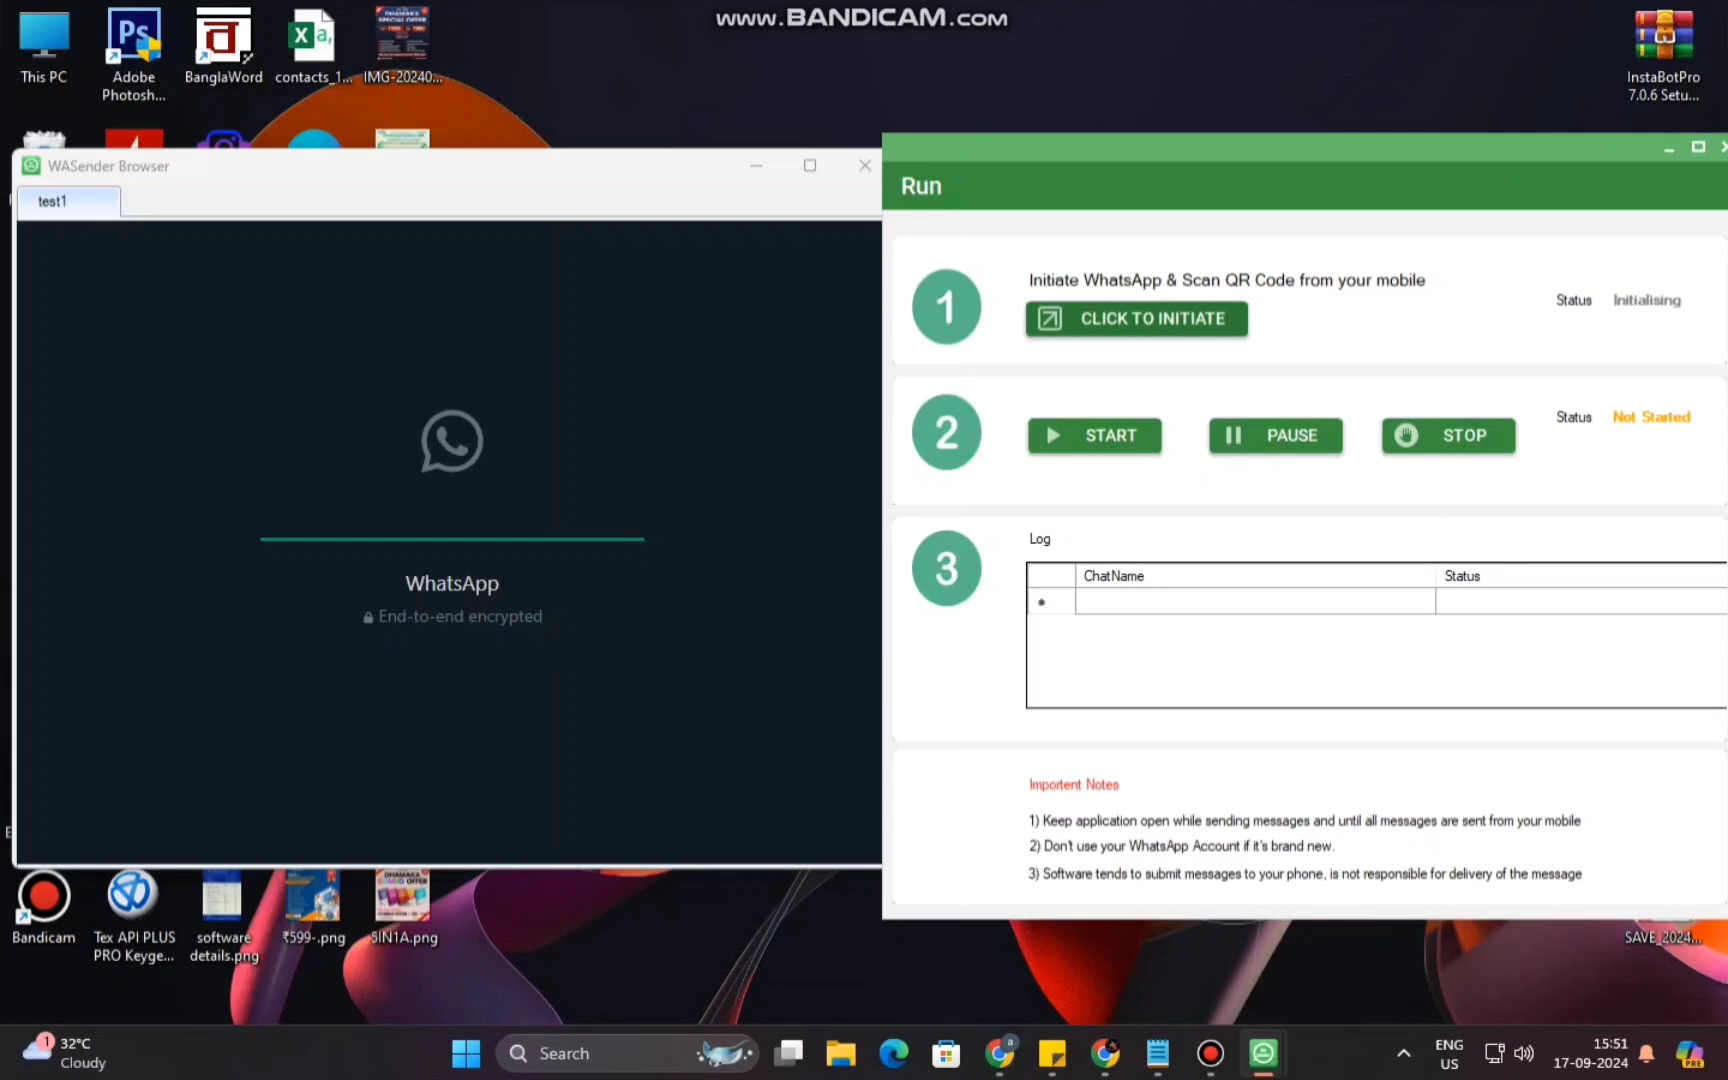 www.BANDICAM.com
This PC
Adobe
Photosh...
BanglaWord
contacts_1...
IMG-20240...
InstaBotPro
7.0.6 Setu...
WASender Browser
test1
WhatsApp
End-to-end encrypted
Run
1
Initiate WhatsApp & Scan QR Code from your mobile
CLICK TO INITIATE
Status Initialising
2
START
PAUSE
STOP
Status Not Started
3
Log
ChatName Status
Importent Notes
1) Keep application open while sending messages and until all messages are sent from your mobile
2) Don't use your WhatsApp Account if it's brand new.
3) Software tends to submit messages to your phone, is not responsible for delivery of the message
Bandicam
Tex API PLUS
PRO Keyge...
software
details.png
₹599-.png
5IN1A.png
SAVE_2024...
1
32°C
Cloudy
Search
ENG
US
15:51
17-09-2024